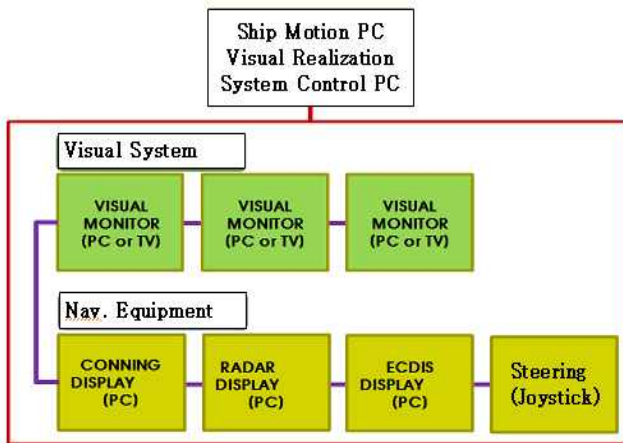 Ship Motion PC
Visual Realization
System Control PC
Visual System
VISUAL
MONITOR
(PC or TV)
VISUAL
MONITOR
(PC or TV)
VISUAL
MONITOR
(PC or TV)
Nav. Equipment
CONNING
DISPLAY
(PC)
RADAR
DISPLAY
(PC)
ECDIS
DISPLAY
(PC)
Steering
(Joystick)